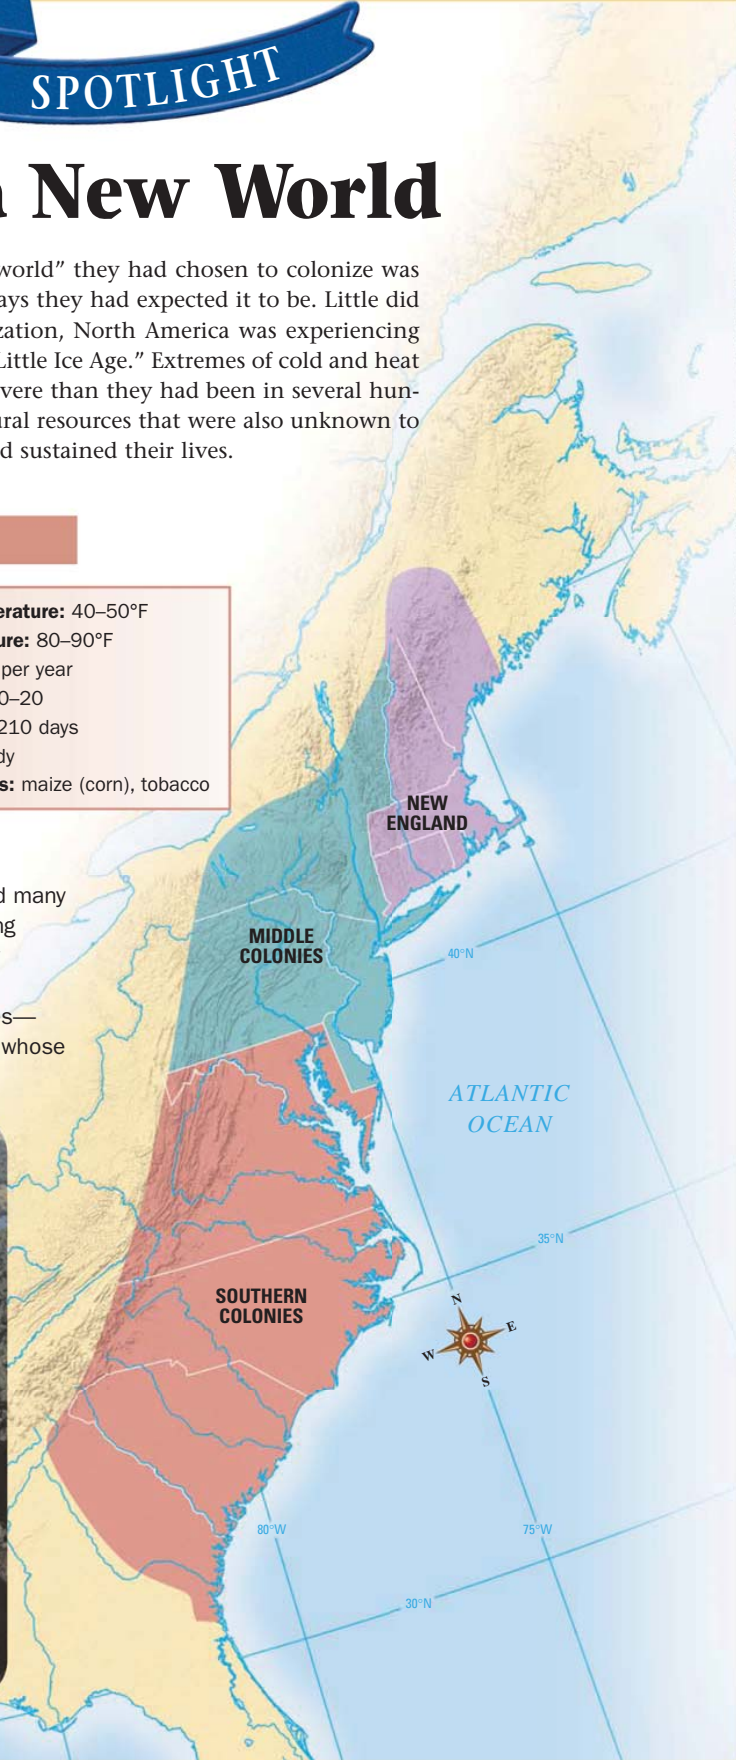 SPOTLIGHT
New World
world” they had chosen to colonize was
ays they had expected it to be. Little did
zation, North America was experiencing
Little Ice Age.” Extremes of cold and heat
vere than they had been in several hun-
ural resources that were also unknown to
d sustained their lives.
erature: 40–50°F
ure: 80–90°F
per year
0–20
210 days
dy
s: maize (corn), tobacco
d many
ng
s—
whose
NEW
ENGLAND
MIDDLE
COLONIES
40°N
ATLANTIC
OCEAN
35°N
SOUTHERN
COLONIES
N
E
W
S
80°W
75°W
30°N